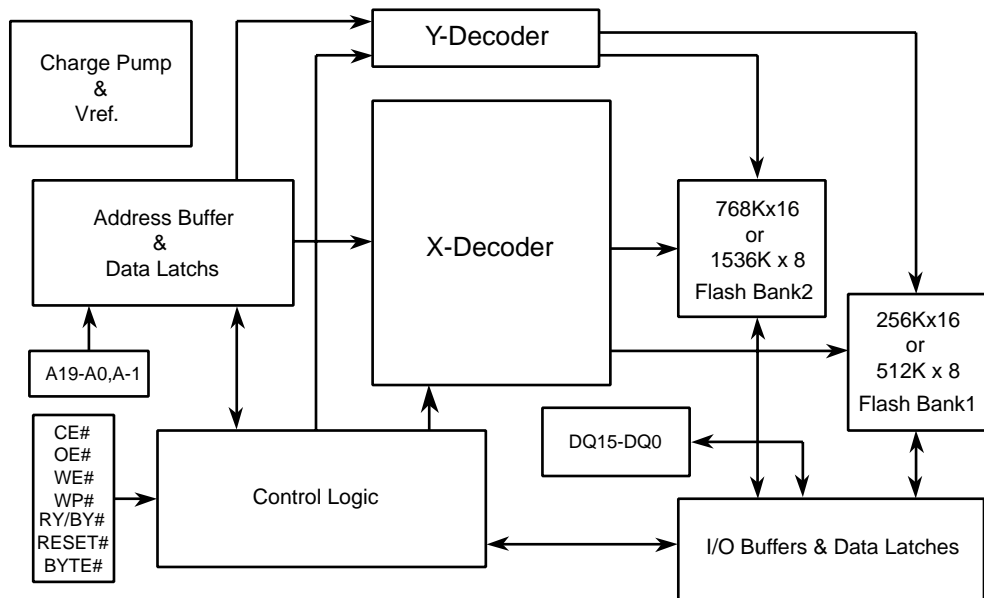 Charge Pump
&
Vref.
Y-Decoder
Address Buffer
&
Data Latchs
X-Decoder
768Kx16
or
1536K x 8
Flash Bank2
256Kx16
or
512K x 8
Flash Bank1
A19-A0,A-1
CE#
OE#
WE#
WP#
RY/BY#
RESET#
BYTE#
Control Logic
DQ15-DQ0
I/O Buffers & Data Latches